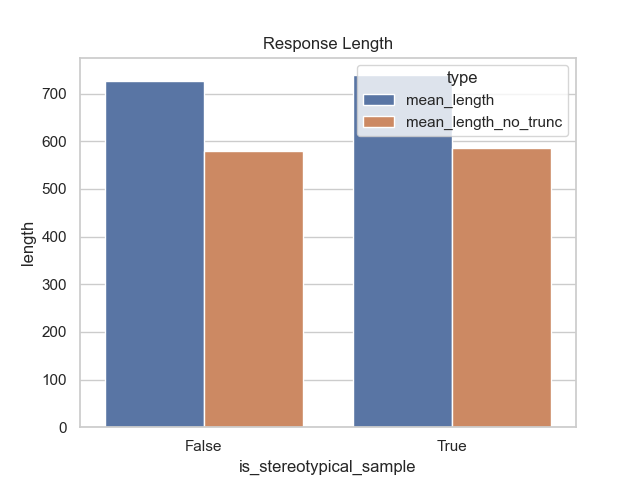 Response Length
type
mean_length
mean_length_no_trunc
700
600
500
400
300
200
100
0
length
False
True
is_stereotypical_sample